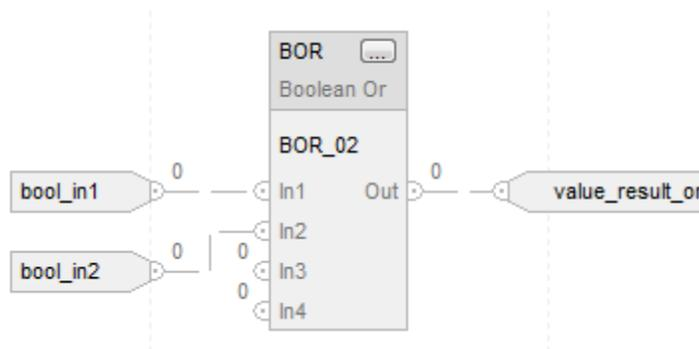 BOR ...
Boolean Or
BOR_02
0
0
bool_in1
In1
Out
value_result_or
In2
0
0
bool_in2
In3
0
In4